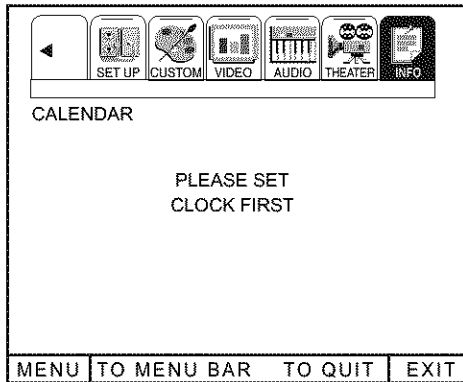 SET UP CUSTOM VIDEO AUDIO THEATER INFO
CALENDAR
PLEASE SET
CLOCK FIRST
MENU TO MENU BAR TO QUIT EXIT